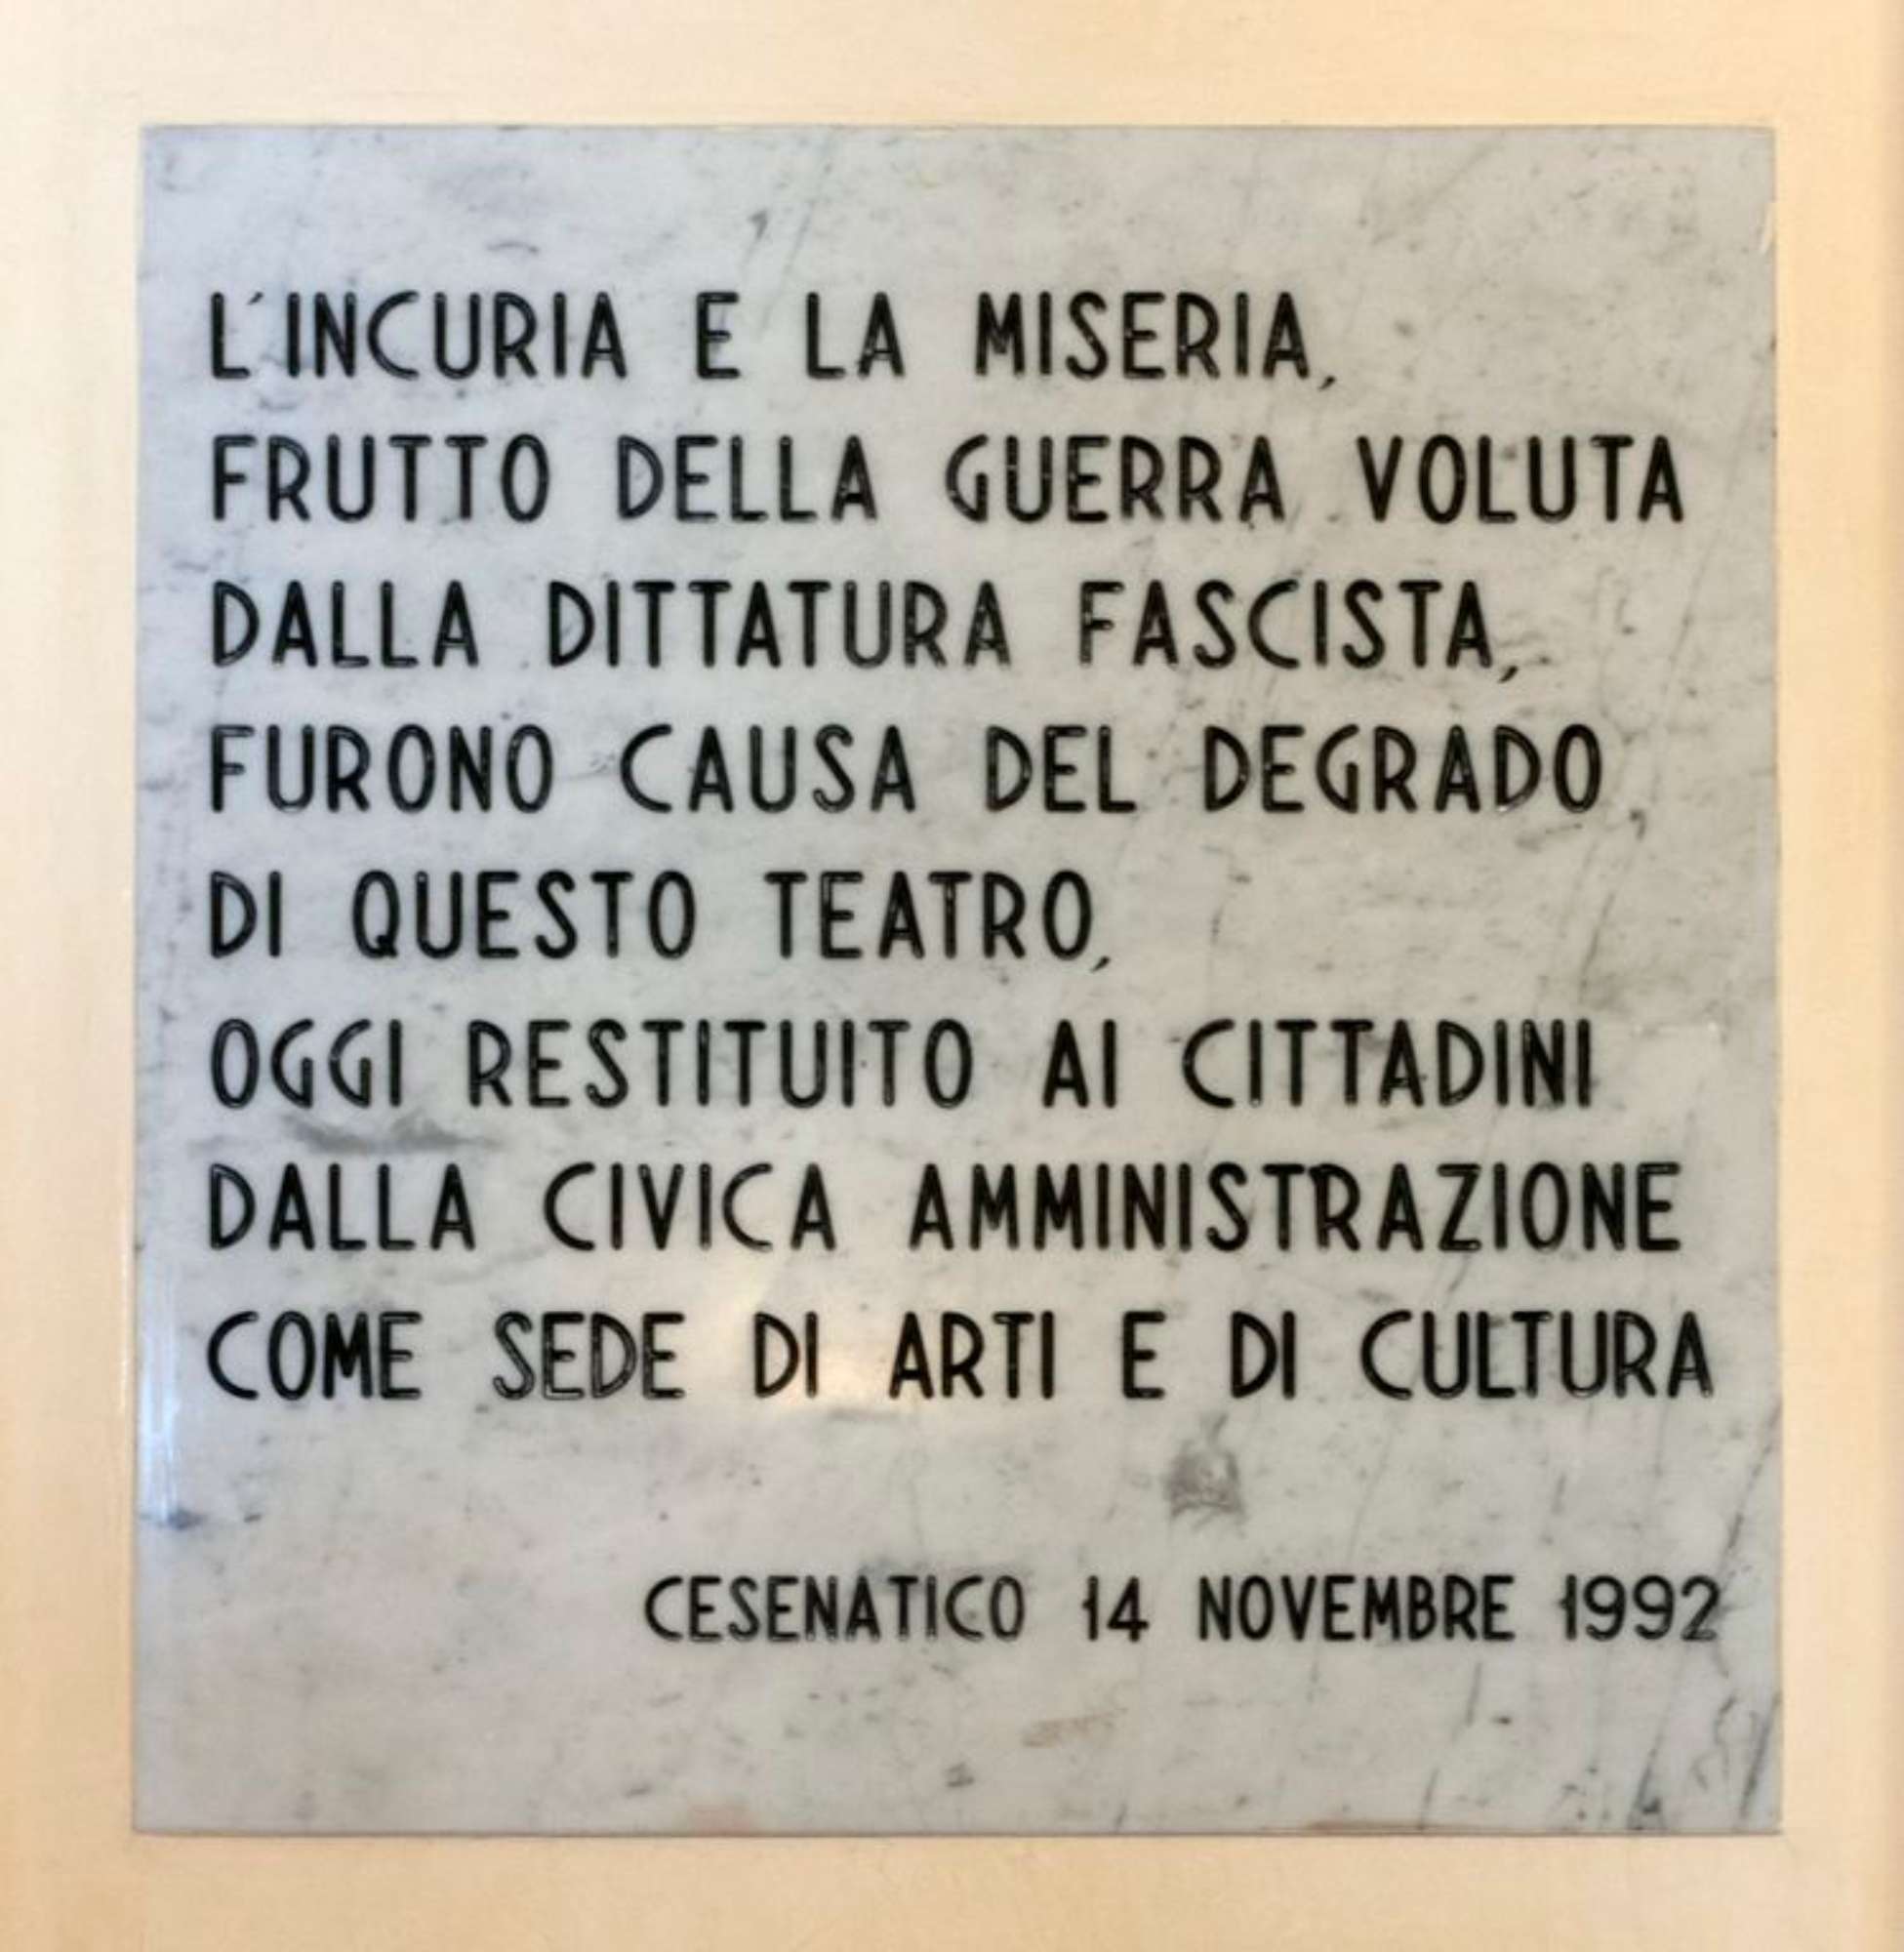 L'INCURIA E LA MISERIA,
FRUTTO DELLA GUERRA VOLUTA
DALLA DITTATURA FASCISTA,
FURONO CAUSA DEL DEGRADO
DI QUESTO TEATRO,
OGGI RESTITUITO AI CITTADINI
DALLA CIVICA AMMINISTRAZIONE
COME SEDE DI ARTI E DI CULTURA
CESENATICO 14 NOVEMBRE 1992